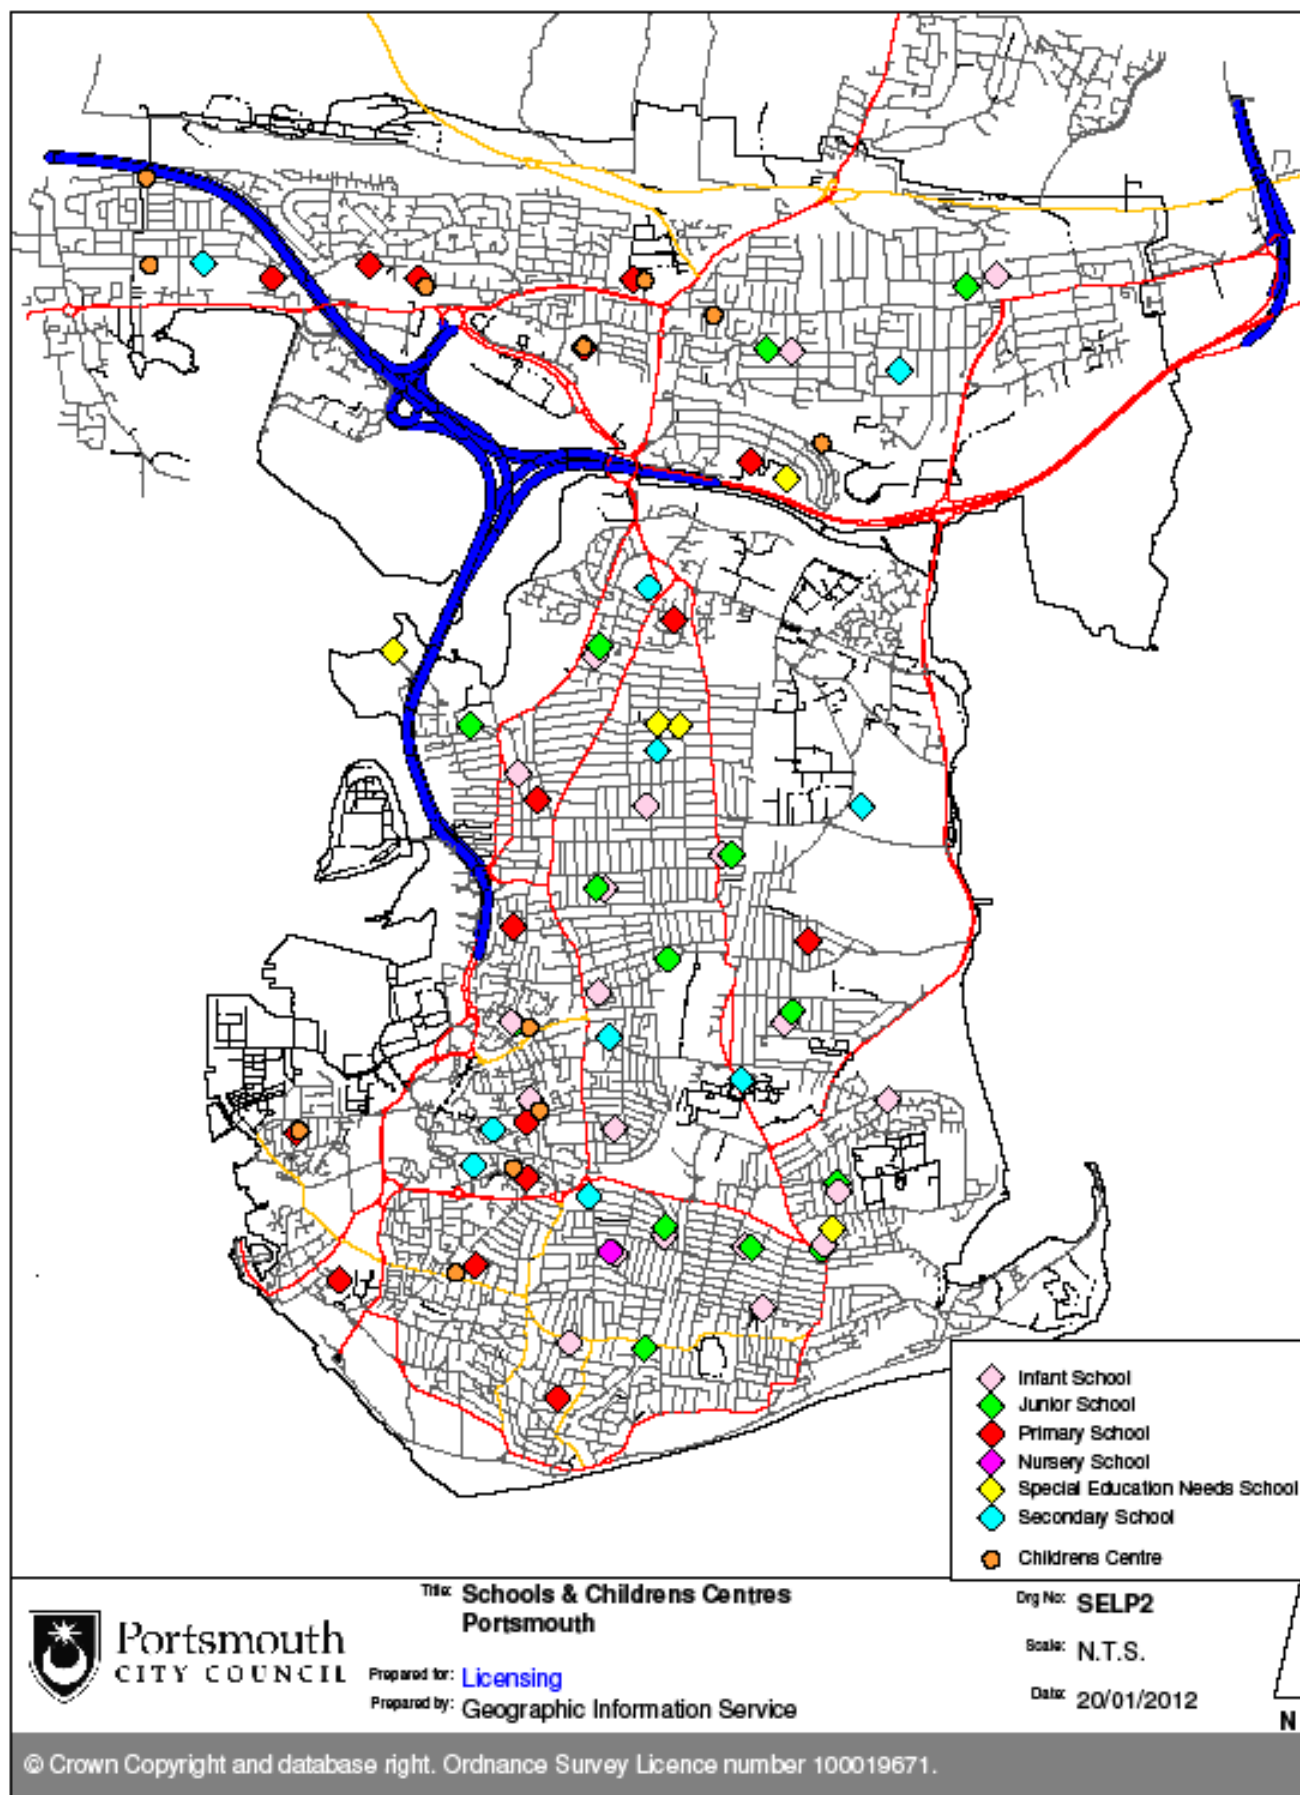 Infant School
Junior School
Primary School
Nursery School
Special Education Needs School
Secondary School
Childrens Centre
Title: Schools & Childrens Centres
Portsmouth
Drg No: SELP2
Portsmouth
CITY COUNCIL
Scale: N.T.S.
Prepared for: Licensing
Prepared by: Geographic Information Service
Date: 20/01/2012
N
© Crown Copyright and database right. Ordnance Survey Licence number 100019671.